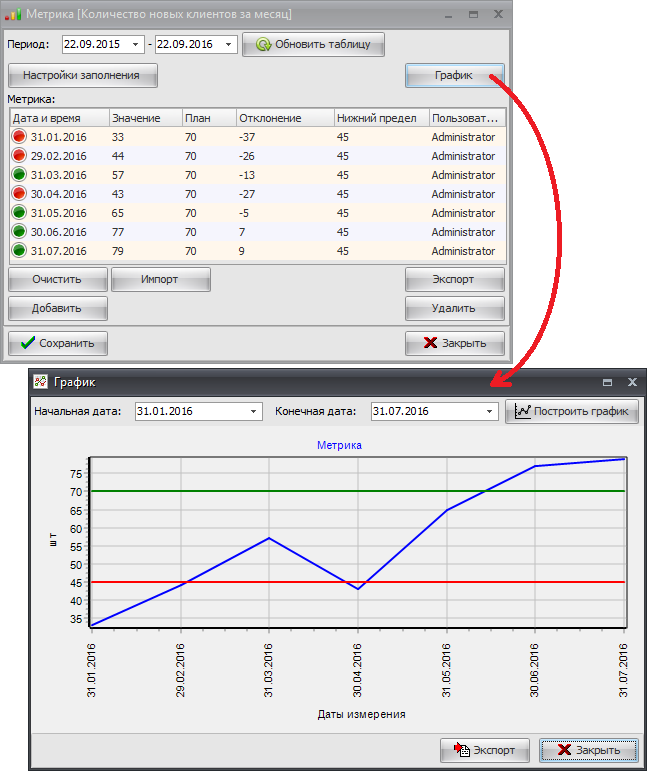 Метрика [Количество новых клиентов за месяц]
Период: 22.09.2015 - 22.09.2016 Обновить таблицу
Настройки заполнения График
Метрика:
Дата и время Значение План Отклонение Нижний предел Пользоват...
31.01.2016 33 70 -37 45 Administrator
29.02.2016 44 70 -26 45 Administrator
31.03.2016 57 70 -13 45 Administrator
30.04.2016 43 70 -27 45 Administrator
31.05.2016 65 70 -5 45 Administrator
30.06.2016 77 70 7 45 Administrator
31.07.2016 79 70 9 45 Administrator
Очистить Импорт Экспорт
Добавить Удалить
Сохранить Закрыть
График
Начальная дата: 31.01.2016 Конечная дата: 31.07.2016 Построить график
Метрика
75
70
65
60
55
50
45
40
35
шт
31.01.2016 29.02.2016 31.03.2016 30.04.2016 31.05.2016 30.06.2016 31.07.2016
Даты измерения
Экспорт Закрыть